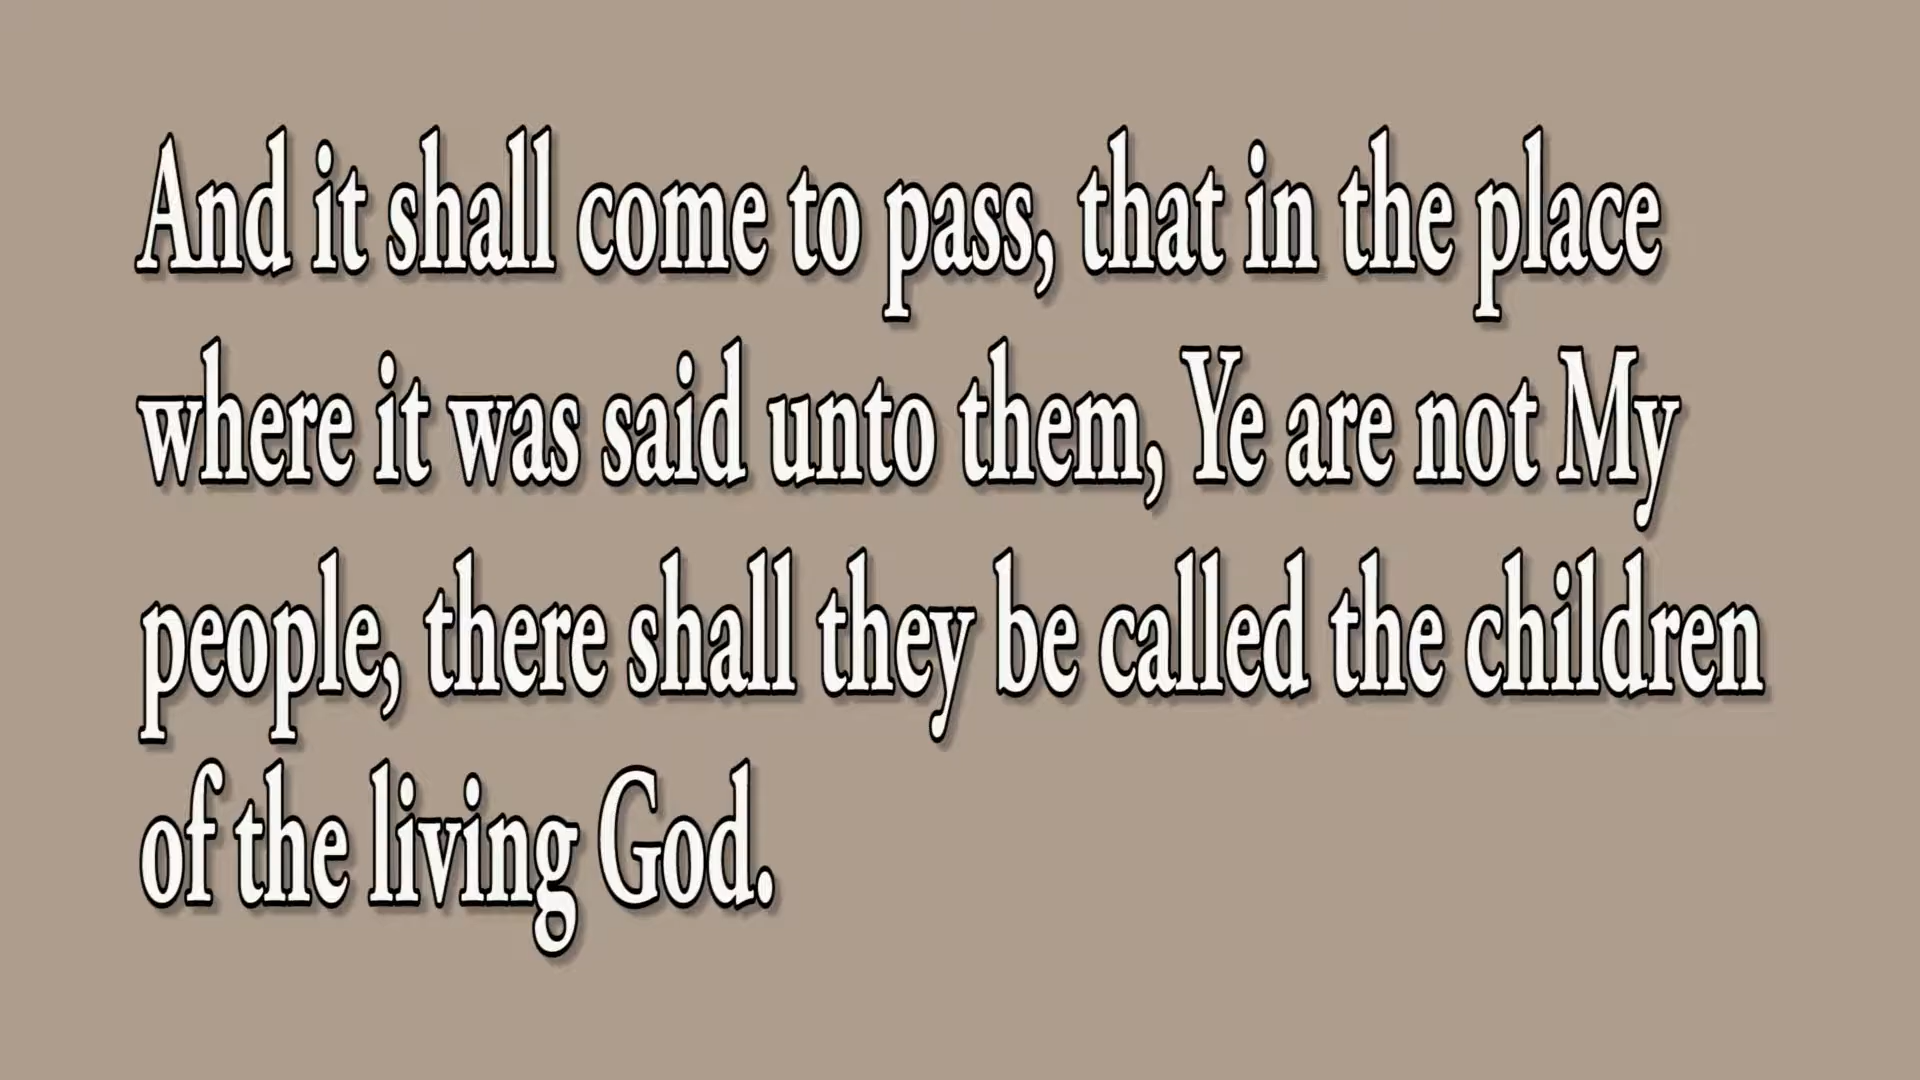 And it shall come to pass, that in the place
where it was said unto them, Ye are not My
people, there shall they be called the children
of the living God.